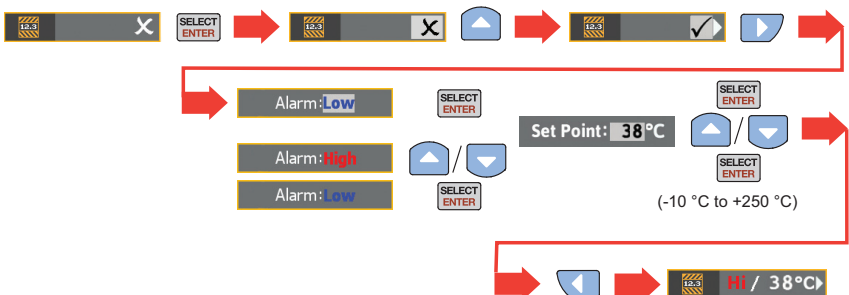 12.3 X SELECT ENTER 12.3 X 12.3 ✓
Alarm:Low SELECT ENTER
SELECT ENTER
Set Point: 38°C /
Alarm:High /
SELECT ENTER
Alarm:Low SELECT ENTER
(-10 °C to +250 °C)
12.3 Hi / 38°C